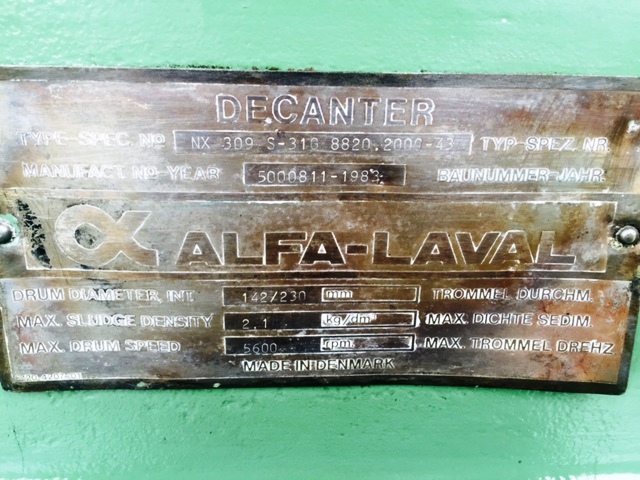 DECANTER
TYPE-SPEC. NO NX 309 S-31G 8820.2000-43 TYP-SPEZ. NR.
MANUFACT NO-YEAR 5000811-1983 BAUNUMMER-JAHR
ALFA-LAVAL
DRUM DIAMETER, INT. 142/230 mm TROMMEL DURCHM.
MAX. SLUDGE DENSITY 2.1 kg/dm³ MAX. DICHTE SEDIM.
MAX. DRUM SPEED 5600 rpm. MAX. TROMMEL DREHZ
MADE IN DENMARK